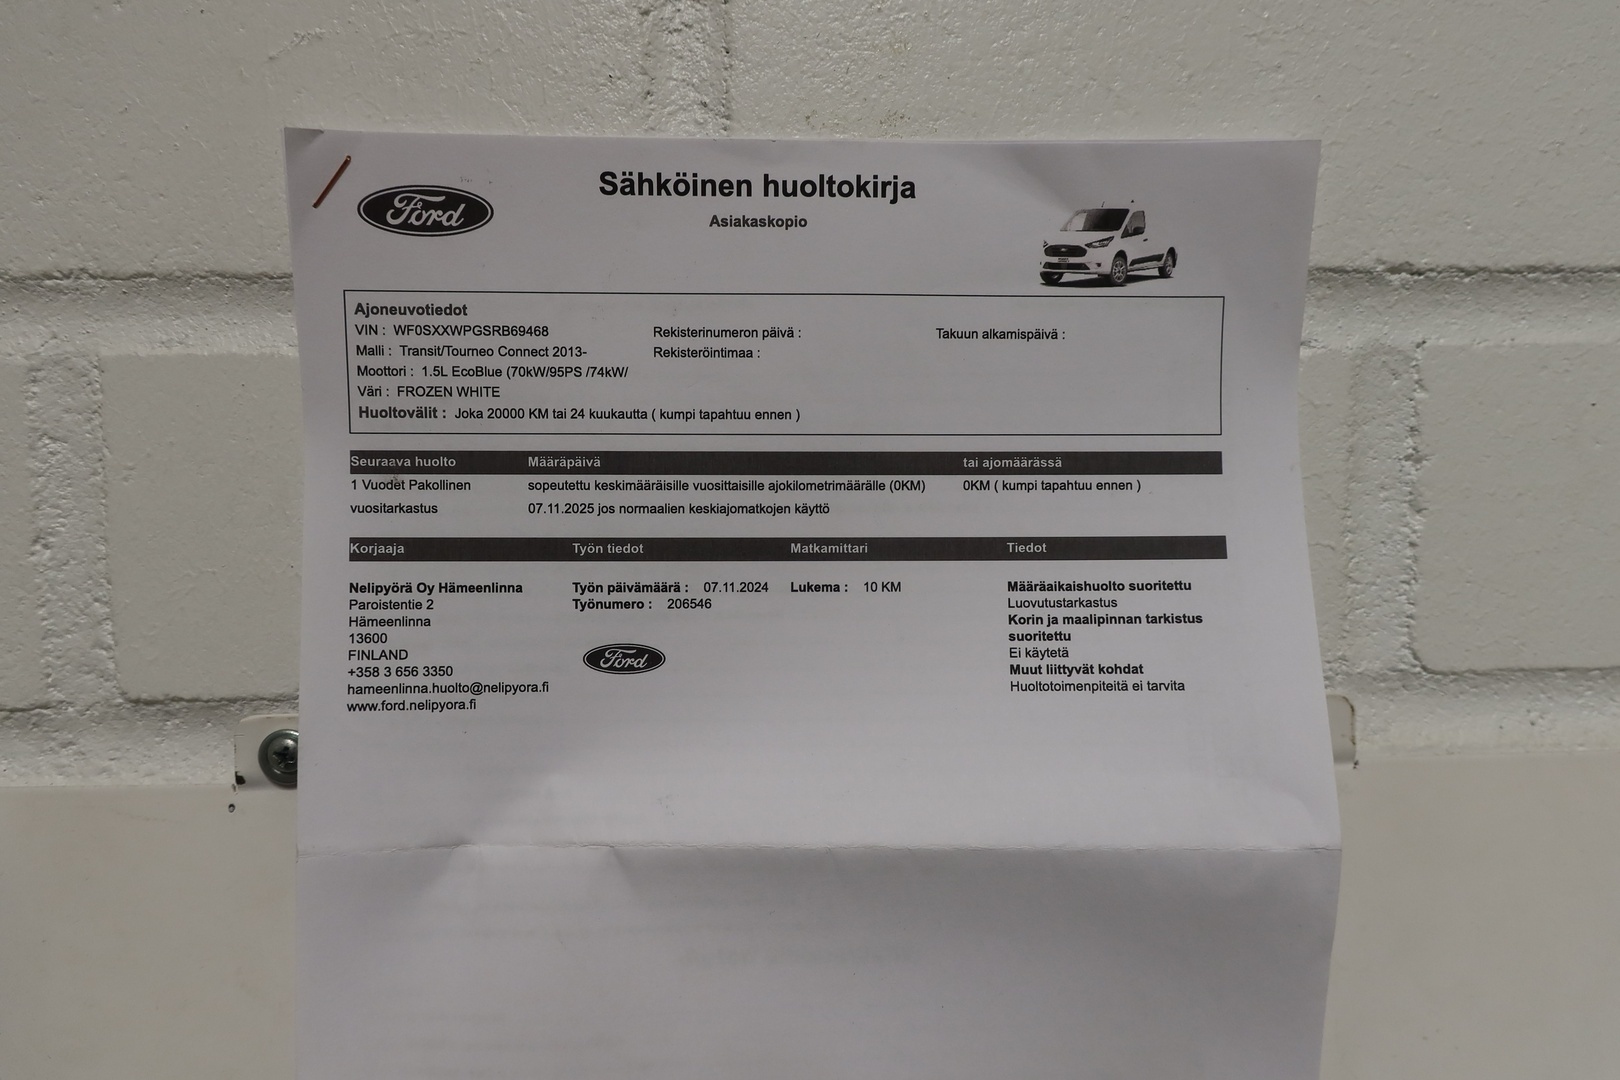 Ford
Sähköinen huoltokirja
Asiakaskopio
Ajoneuvotiedot
VIN : WF0SXXWPGSRB69468
Rekisterinumeron päivä :
Takuun alkamispäivä :
Malli : Transit/Tourneo Connect 2013-
Rekisteröintimaa :
Moottori : 1.5L EcoBlue (70kW/95PS /74kW/
Väri : FROZEN WHITE
Huoltovälit : Joka 20000 KM tai 24 kuukautta ( kumpi tapahtuu ennen )
Seuraava huolto Määräpäivä tai ajomäärässä
1 Vuodet Pakollinen sopeutettu keskimääräisille vuosittaisille ajokilometrimäärälle (0KM) 0KM ( kumpi tapahtuu ennen )
vuositarkastus 07.11.2025 jos normaalien keskiajomatkojen käyttö
Korjaaja Työn tiedot Matkamittari Tiedot
Nelipyörä Oy Hämeenlinna
Paroistentie 2
Hämeenlinna
13600
FINLAND
+358 3 656 3350
hameenlinna.huolto@nelipyora.fi
www.ford.nelipyora.fi
Työn päivämäärä : 07.11.2024
Työnumero : 206546
Ford
Lukema : 10 KM
Määräaikaishuolto suoritettu
Luovutustarkastus
Korin ja maalipinnan tarkistus
suoritettu
Ei käytetä
Muut liittyvät kohdat
Huoltotoimenpiteitä ei tarvita